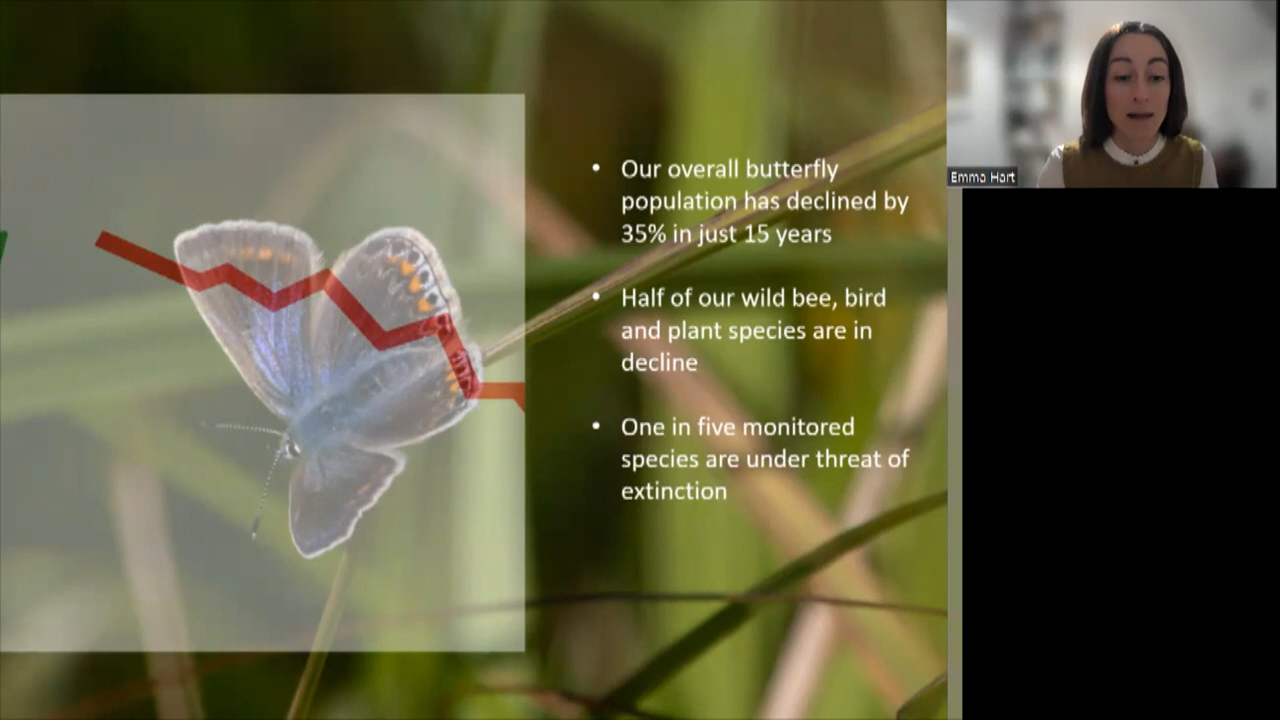 • Our overall butterfly
population has declined by
35% in just 15 years
• Half of our wild bee, bird
and plant species are in
decline
• One in five monitored
species are under threat of
extinction
Emma Hart